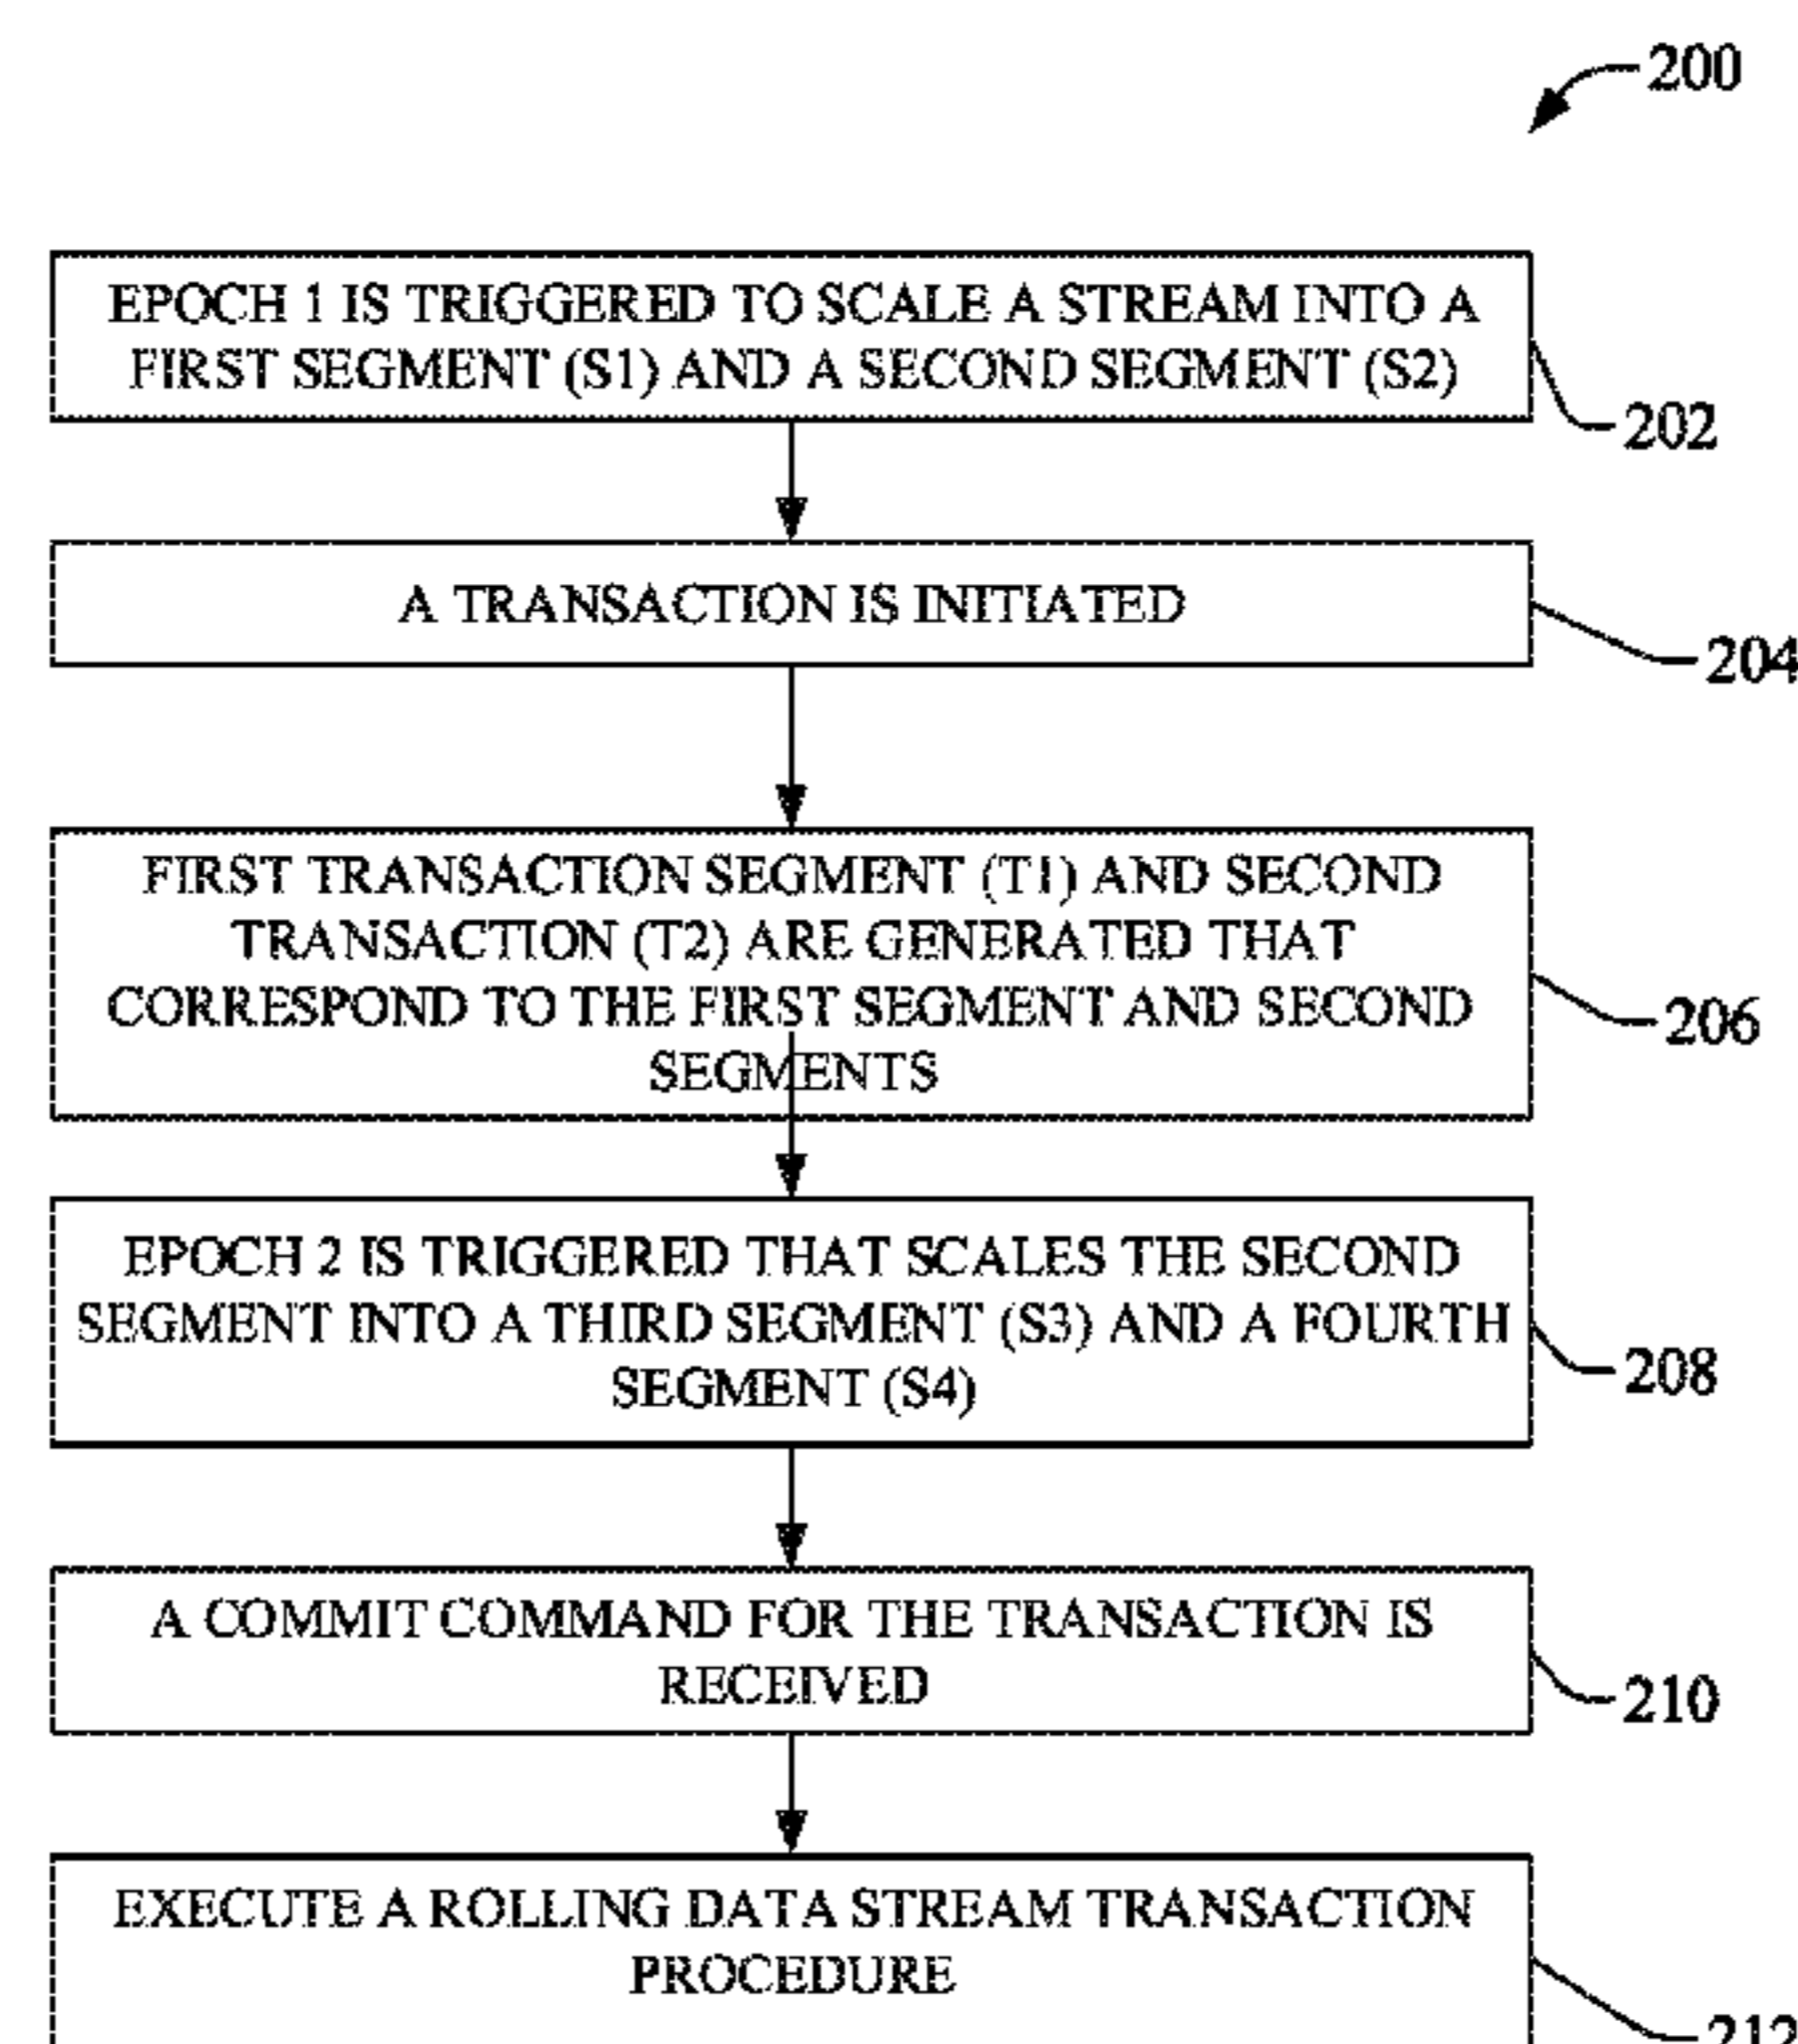 200
EPOCH 1 IS TRIGGERED TO SCALE A STREAM INTO A
FIRST SEGMENT (S1) AND A SECOND SEGMENT (S2)
202
A TRANSACTION IS INITIATED
204
FIRST TRANSACTION SEGMENT (T1) AND SECOND
TRANSACTION (T2) ARE GENERATED THAT
CORRESPOND TO THE FIRST SEGMENT AND SECOND
SEGMENTS
206
EPOCH 2 IS TRIGGERED THAT SCALES THE SECOND
SEGMENT INTO A THIRD SEGMENT (S3) AND A FOURTH
SEGMENT (S4)
208
A COMMIT COMMAND FOR THE TRANSACTION IS
RECEIVED
210
EXECUTE A ROLLING DATA STREAM TRANSACTION
PROCEDURE
212